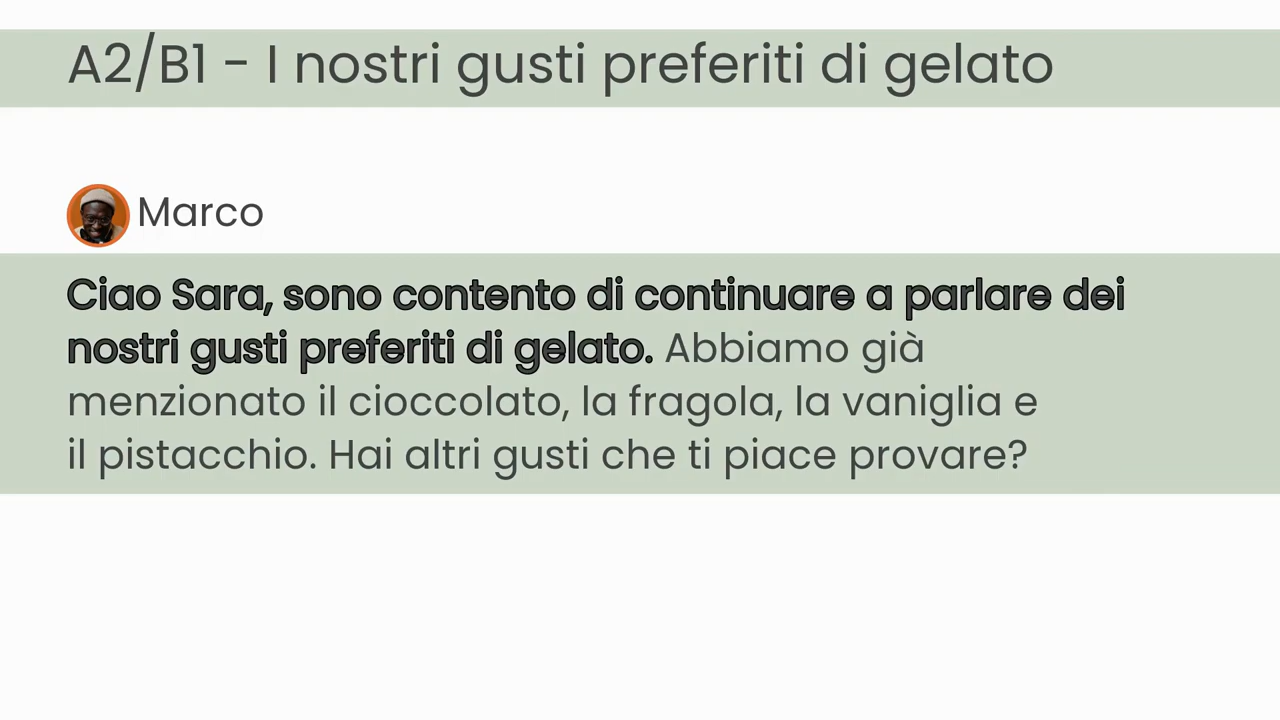 A2/B1 - I nostri gusti preferiti di gelato
Marco
Ciao Sara, sono contento di continuare a parlare dei
nostri gusti preferiti di gelato. Abbiamo già
menzionato il cioccolato, la fragola, la vaniglia e
il pistacchio. Hai altri gusti che ti piace provare?